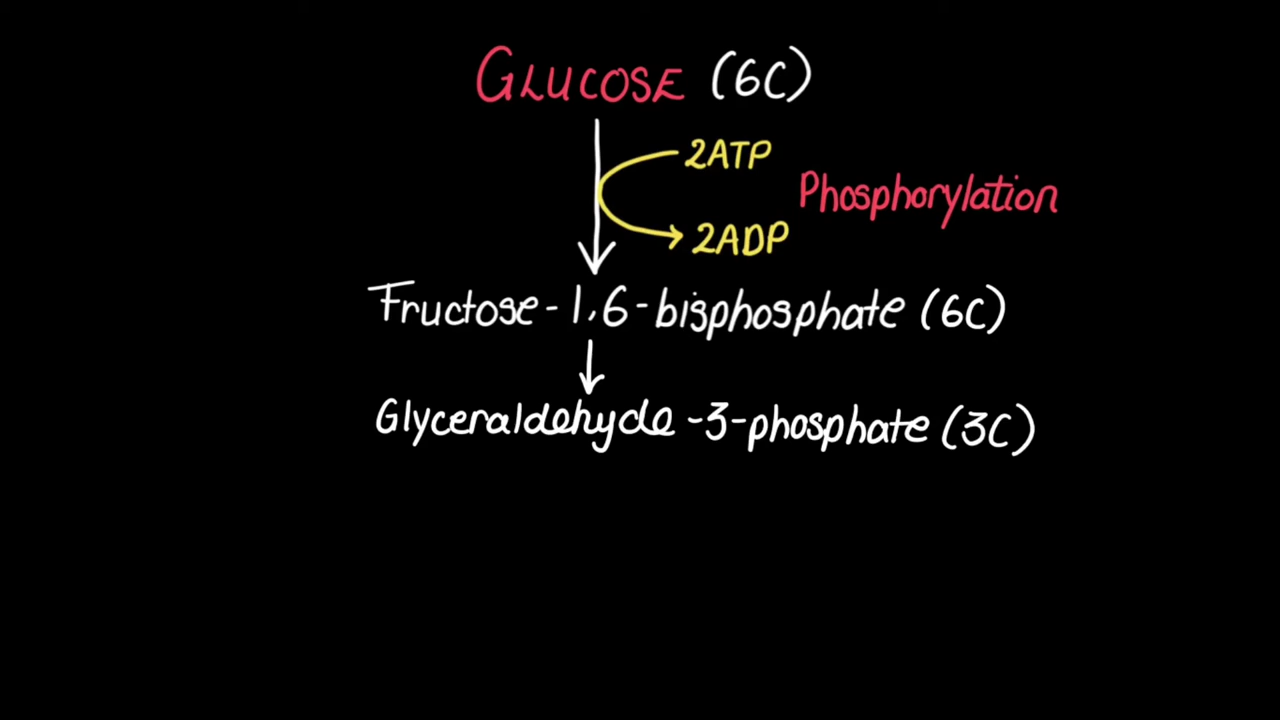 GLUCOSE (6C)
2ATP
Phosphorylation
2ADP
Fructose-1,6-bisphosphate (6C)
Glyceraldehyde-3-phosphate (3C)